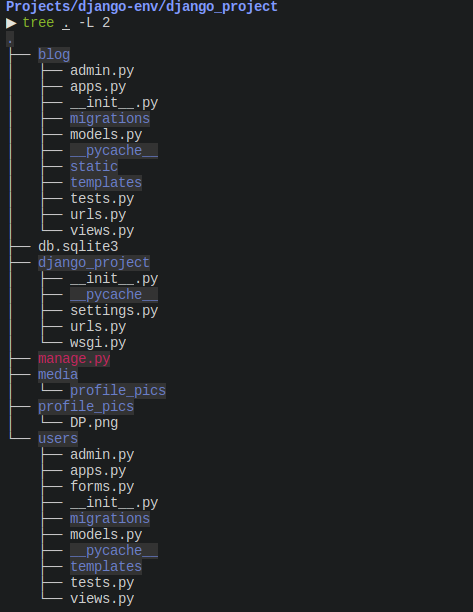 Projects/django-env/django_project
▶ tree . -L 2
.
├── blog
│   ├── admin.py
│   ├── apps.py
│   ├── __init__.py
│   ├── migrations
│   ├── models.py
│   ├── __pycache__
│   ├── static
│   ├── templates
│   ├── tests.py
│   ├── urls.py
│   └── views.py
├── db.sqlite3
├── django_project
│   ├── __init__.py
│   ├── __pycache__
│   ├── settings.py
│   ├── urls.py
│   └── wsgi.py
├── manage.py
├── media
│   └── profile_pics
├── profile_pics
│   └── DP.png
└── users
    ├── admin.py
    ├── apps.py
    ├── forms.py
    ├── __init__.py
    ├── migrations
    ├── models.py
    ├── __pycache__
    ├── templates
    ├── tests.py
    └── views.py